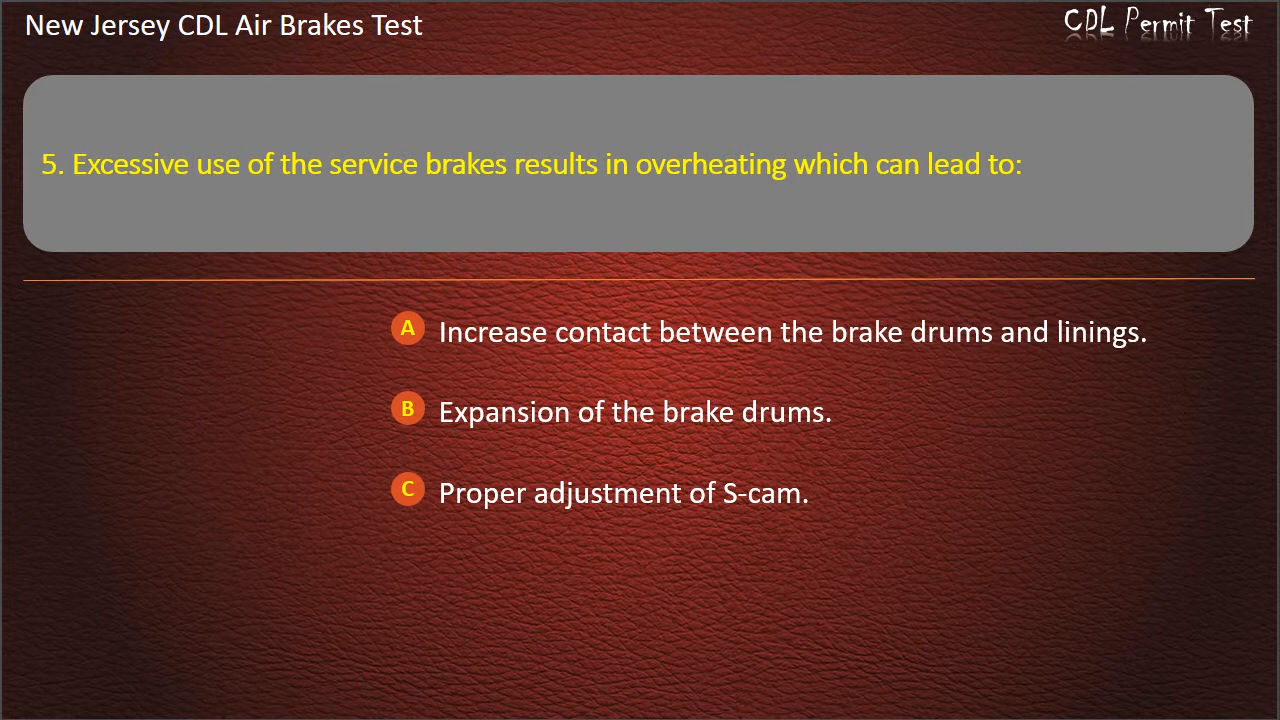 New Jersey CDL Air Brakes Test
CDL Permit Test
5. Excessive use of the service brakes results in overheating which can lead to:
A Increase contact between the brake drums and linings.
B Expansion of the brake drums.
C Proper adjustment of S-cam.